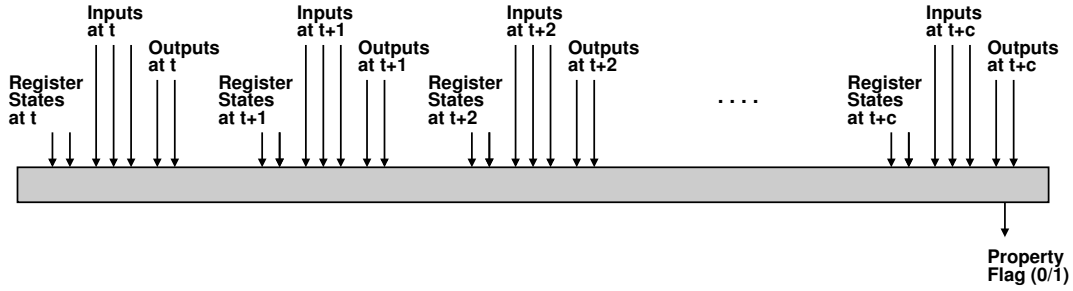 Inputs
at t
Outputs
at t
Register
States
at t
Inputs
at t+1
Outputs
at t+1
Register
States
at t+1
Inputs
at t+2
Outputs
at t+2
Register
States
at t+2
. . . .
Inputs
at t+c
Outputs
at t+c
Register
States
at t+c
Property
Flag (0/1)